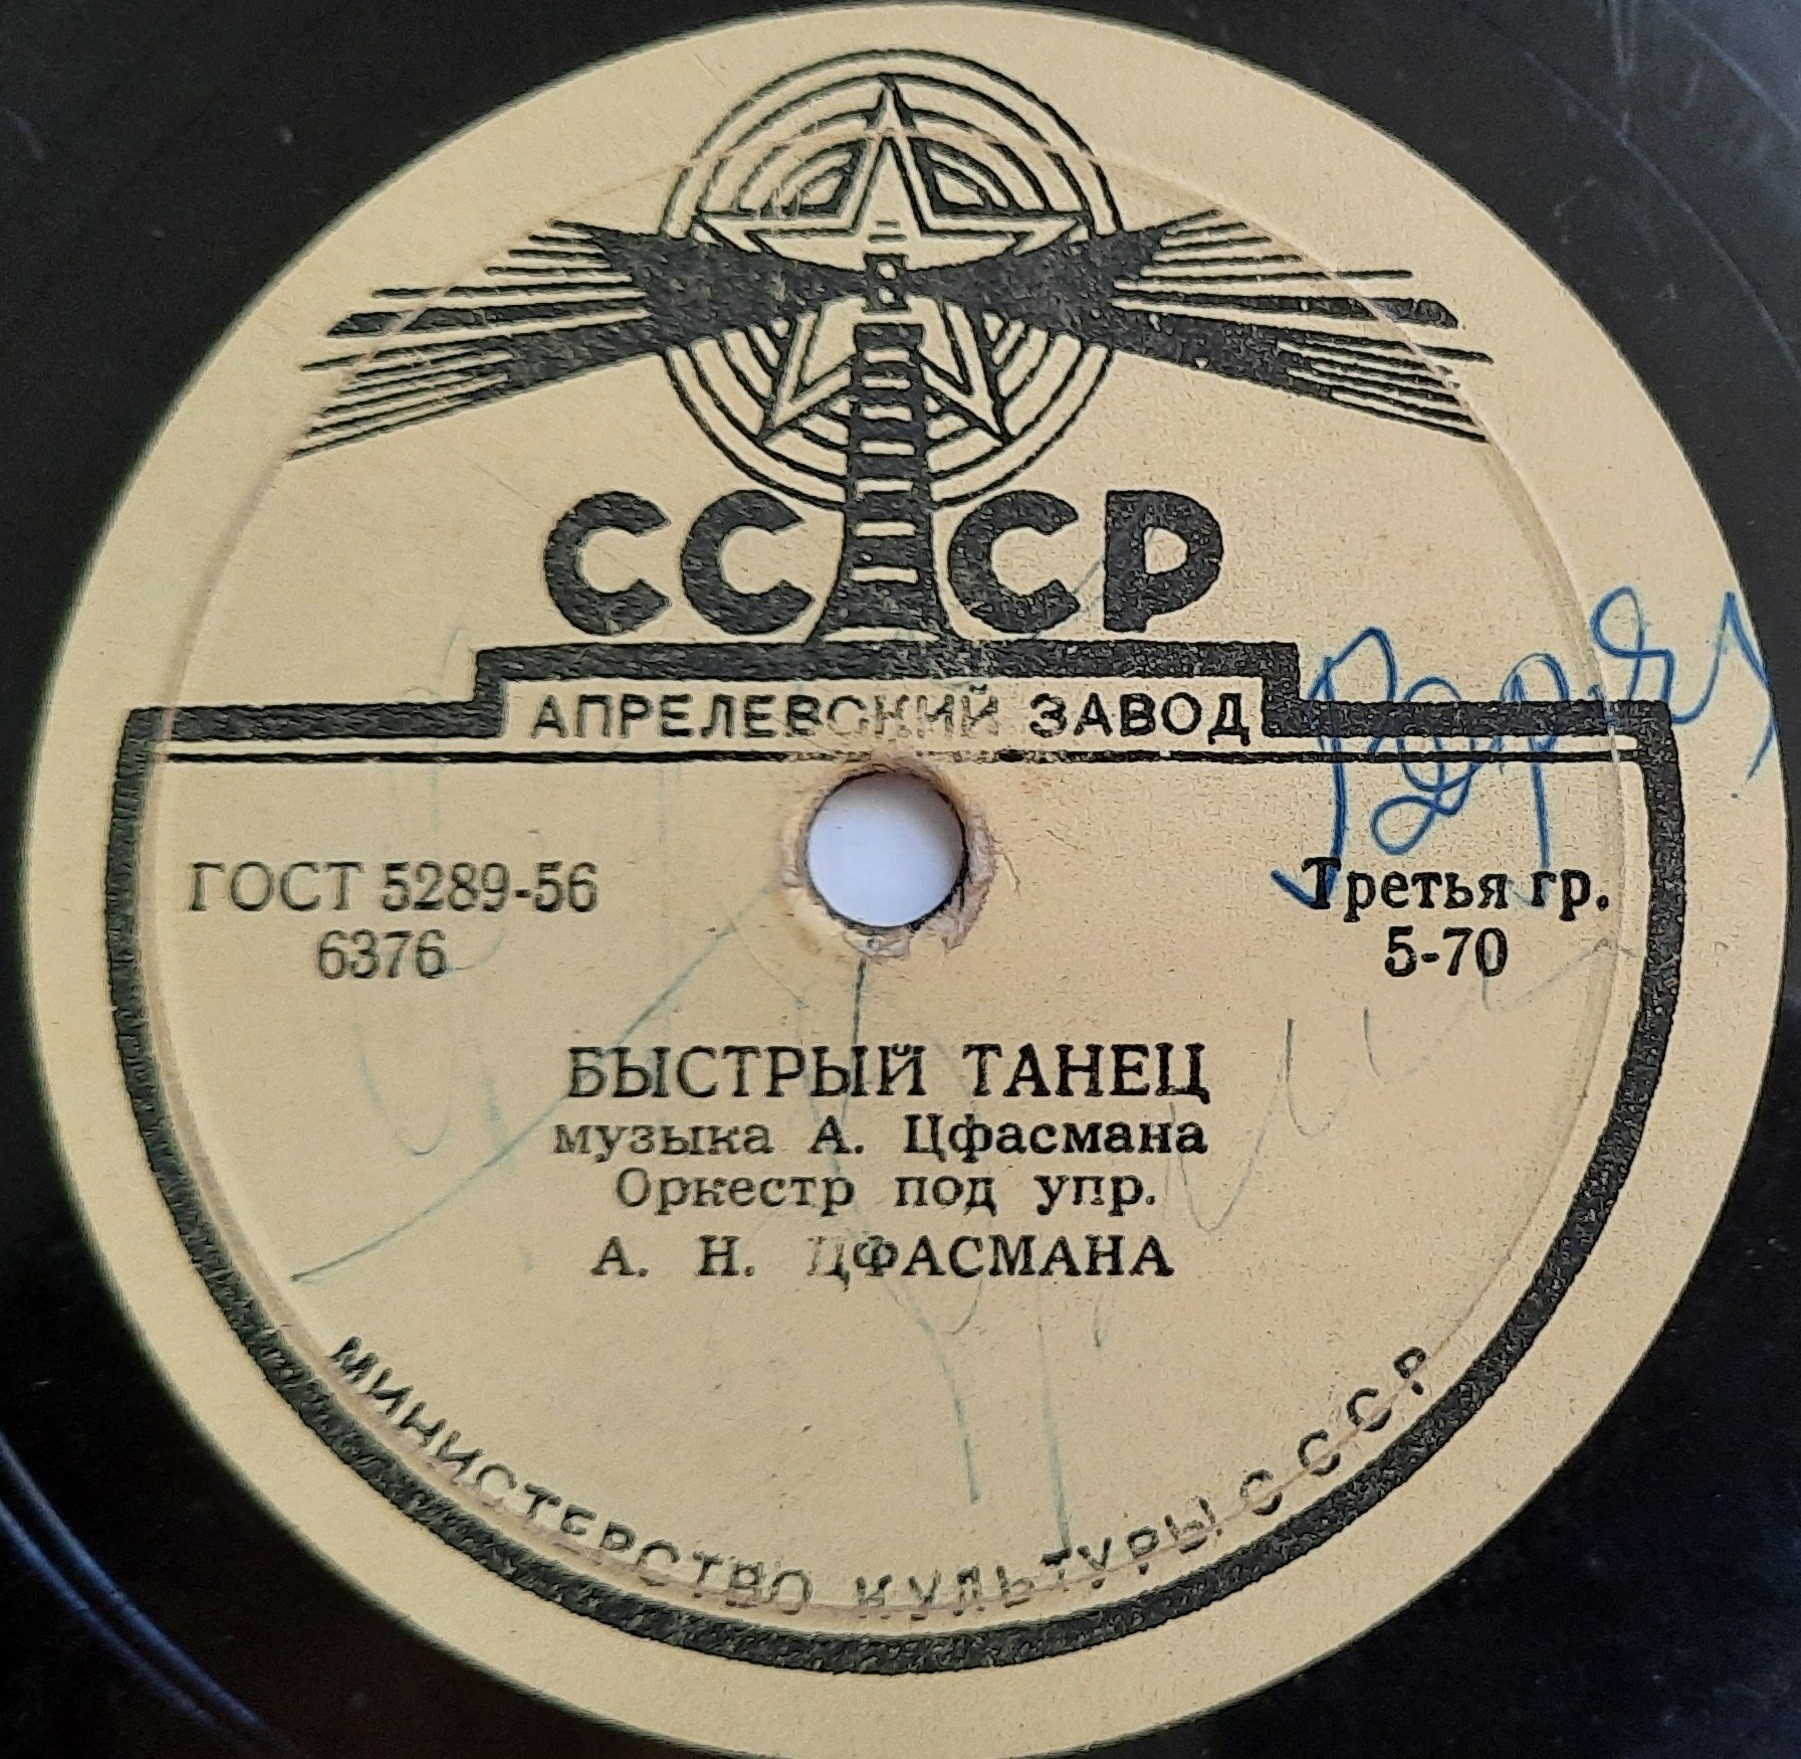 СССР
АПРЕЛЕВСКИЙ ЗАВОД
ГОСТ 5289-56
6376
Третья гр.
5-70
БЫСТРЫЙ ТАНЕЦ
музыка А. Цфасмана
Оркестр под упр.
А. Н. ЦФАСМАНА
МИНИСТЕРСТВО КУЛЬТУРЫ СССР